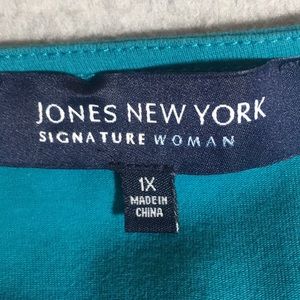 JONES NEW YORK
SIGNATURE WOMAN
1X
MADE IN
CHINA